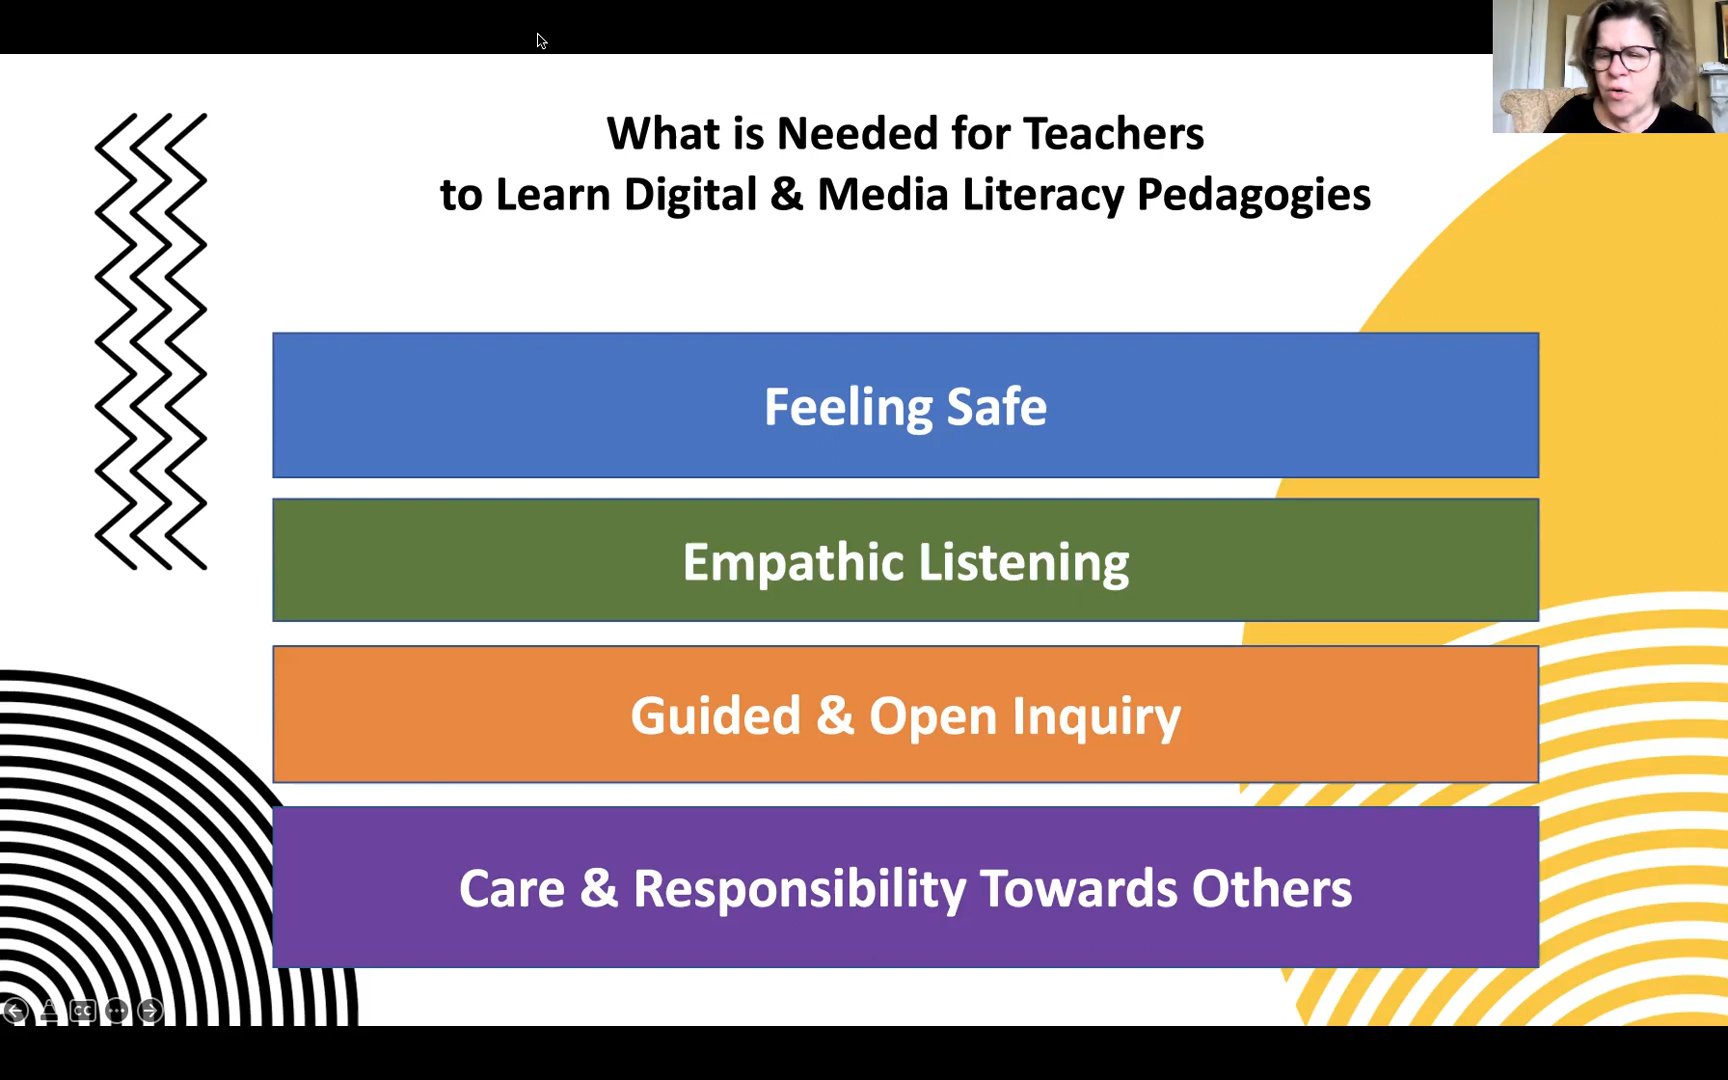 What is Needed for Teachers
to Learn Digital & Media Literacy Pedagogies
Feeling Safe
Empathic Listening
Guided & Open Inquiry
Care & Responsibility Towards Others
CC